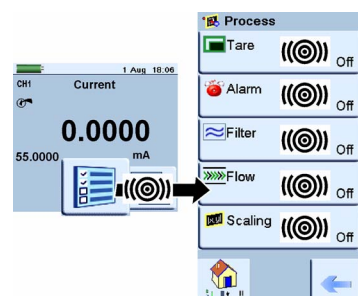 1 Aug 18:06
CH1 Current
0.0000
55.0000 mA
Process
Tare
Off
Alarm
Off
Filter
Off
Flow
Off
x:y/ Scaling
Off